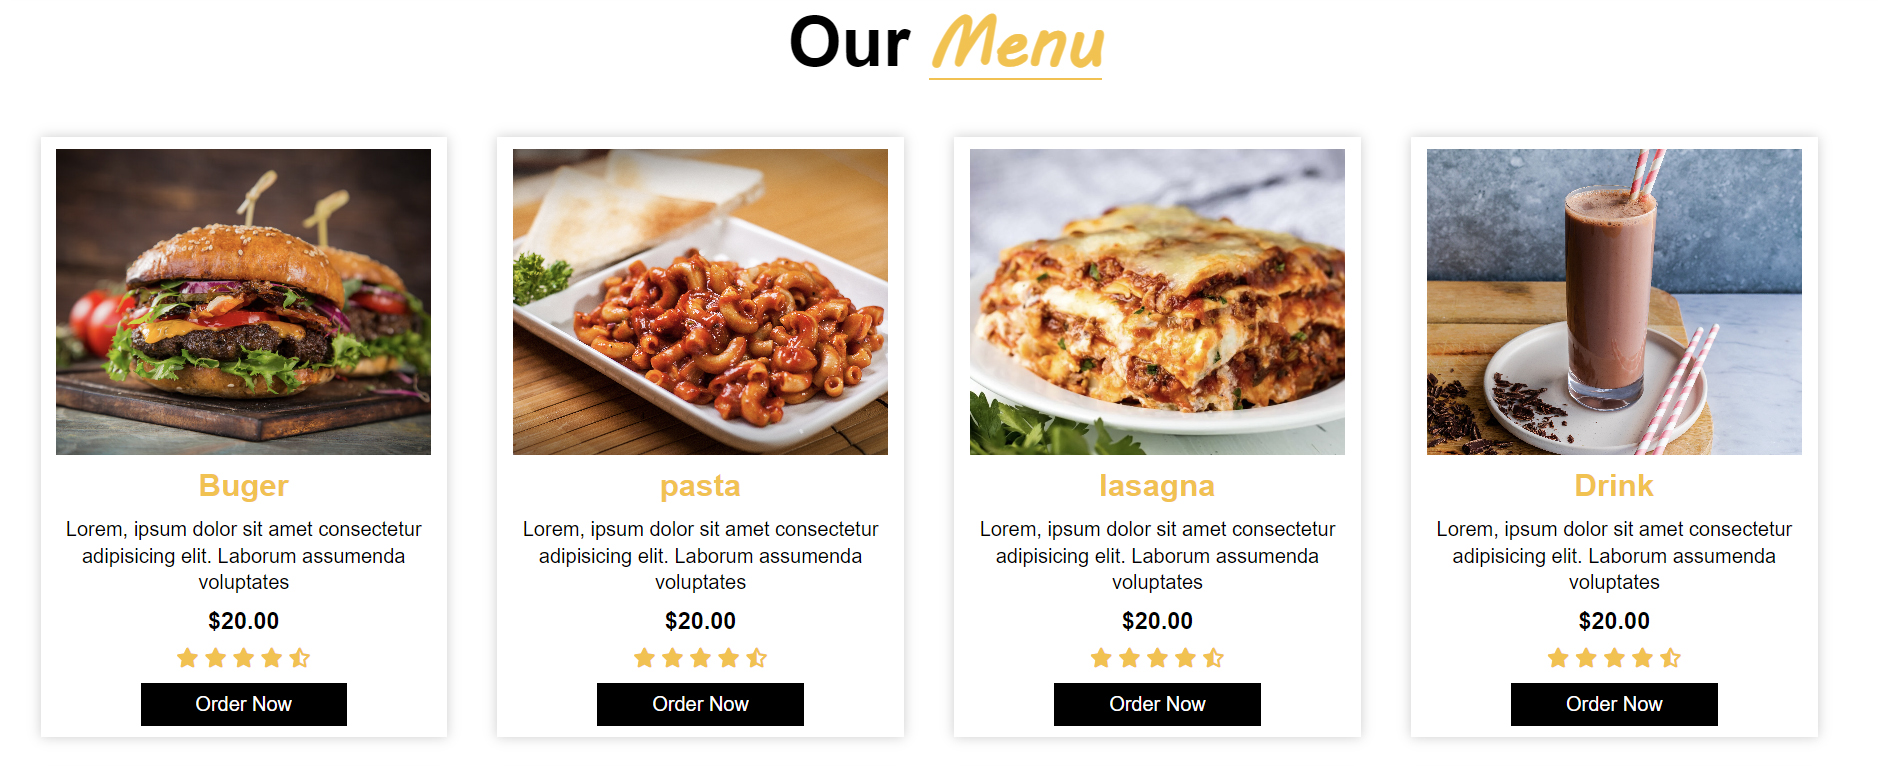 Our Menu
Buger
Lorem, ipsum dolor sit amet consectetur
adipisicing elit. Laborum assumenda
voluptates
$20.00
Order Now
pasta
Lorem, ipsum dolor sit amet consectetur
adipisicing elit. Laborum assumenda
voluptates
$20.00
Order Now
lasagna
Lorem, ipsum dolor sit amet consectetur
adipisicing elit. Laborum assumenda
voluptates
$20.00
Order Now
Drink
Lorem, ipsum dolor sit amet consectetur
adipisicing elit. Laborum assumenda
voluptates
$20.00
Order Now